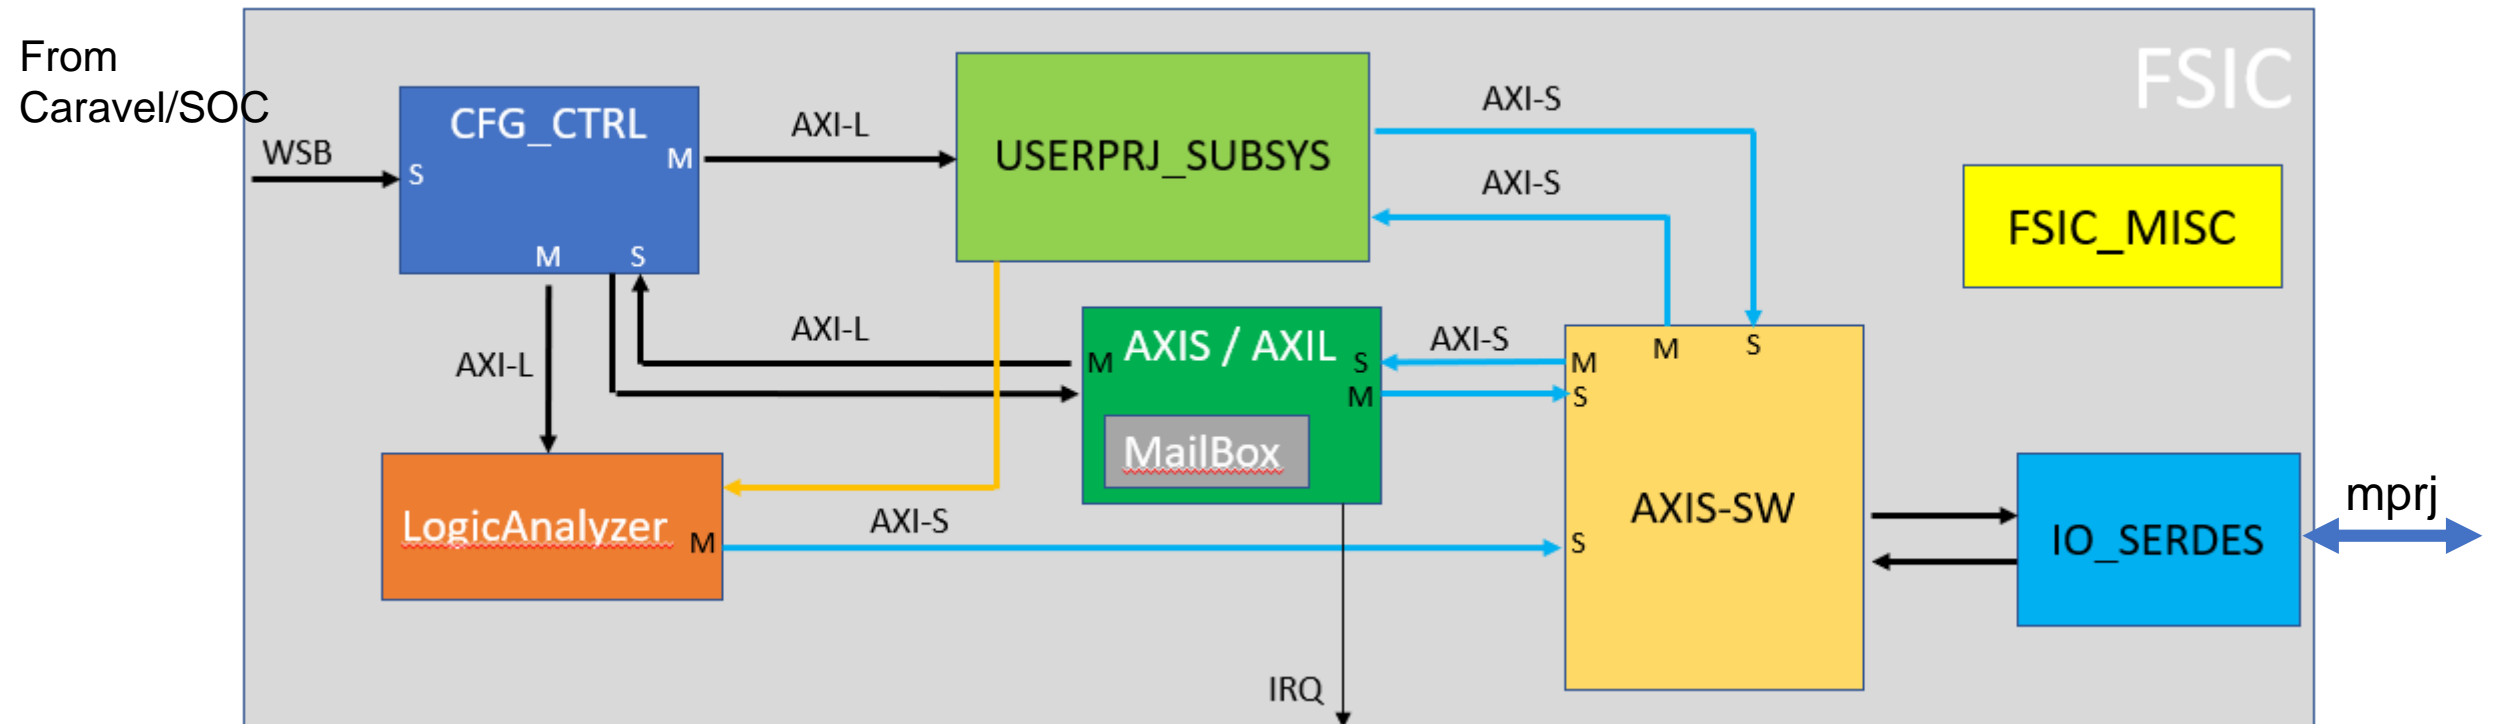 From
Caravel/SOC
FSIC
WSB
CFG_CTRL
S
M
M
S
AXI-L
USERPRJ_SUBSYS
AXI-S
AXI-S
FSIC_MISC
AXI-L
AXI-L
M
AXIS / AXIL
S
M
MailBox
AXI-S
M
S
M
S
AXIS-SW
S
LogicAnalyzer
M
AXI-S
IO_SERDES
mprj
IRQ